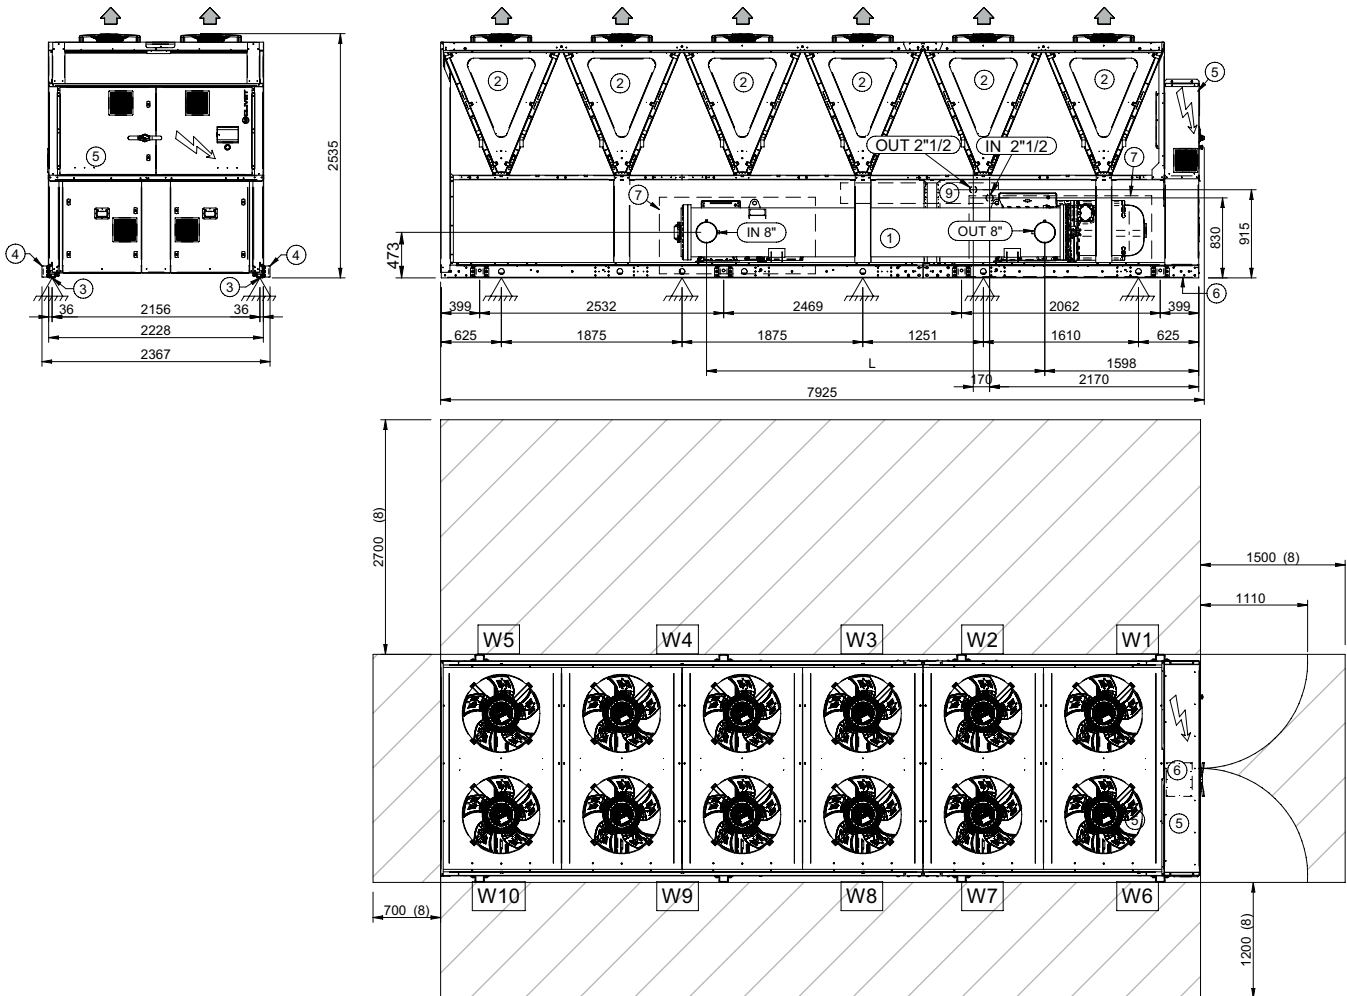 2 2 2 2 2 2
5
5
CLIVET
2535
OUT 2"1/2
IN 2"1/2
7
7
9
IN 8"
1
OUT 8"
473
830
915
4
4
3
3
6
36 2156 36
2228
2367
399 2532 2469 2062 399
625 1875 1875 1251 1610 625
L 1598
170 2170
7925
2700 (8)
1500 (8)
1110
W5 W4 W3 W2 W1
6
5 5
W10 W9 W8 W7 W6
700 (8)
1200 (8)